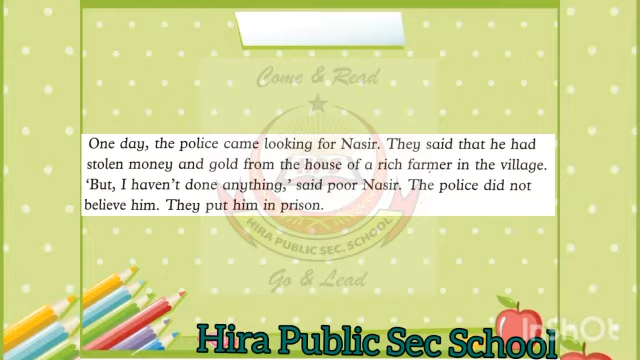 Come & Read
One day, the police came looking for Nasir. They said that he had
stolen money and gold from the house of a rich farmer in the village.
‘But, I haven’t done anything,’ said poor Nasir. The police did not
believe him. They put him in prison.
HIRA PUBLIC SEC. SCHOOL
Go & Lead
InShOt
Hira Public Sec School